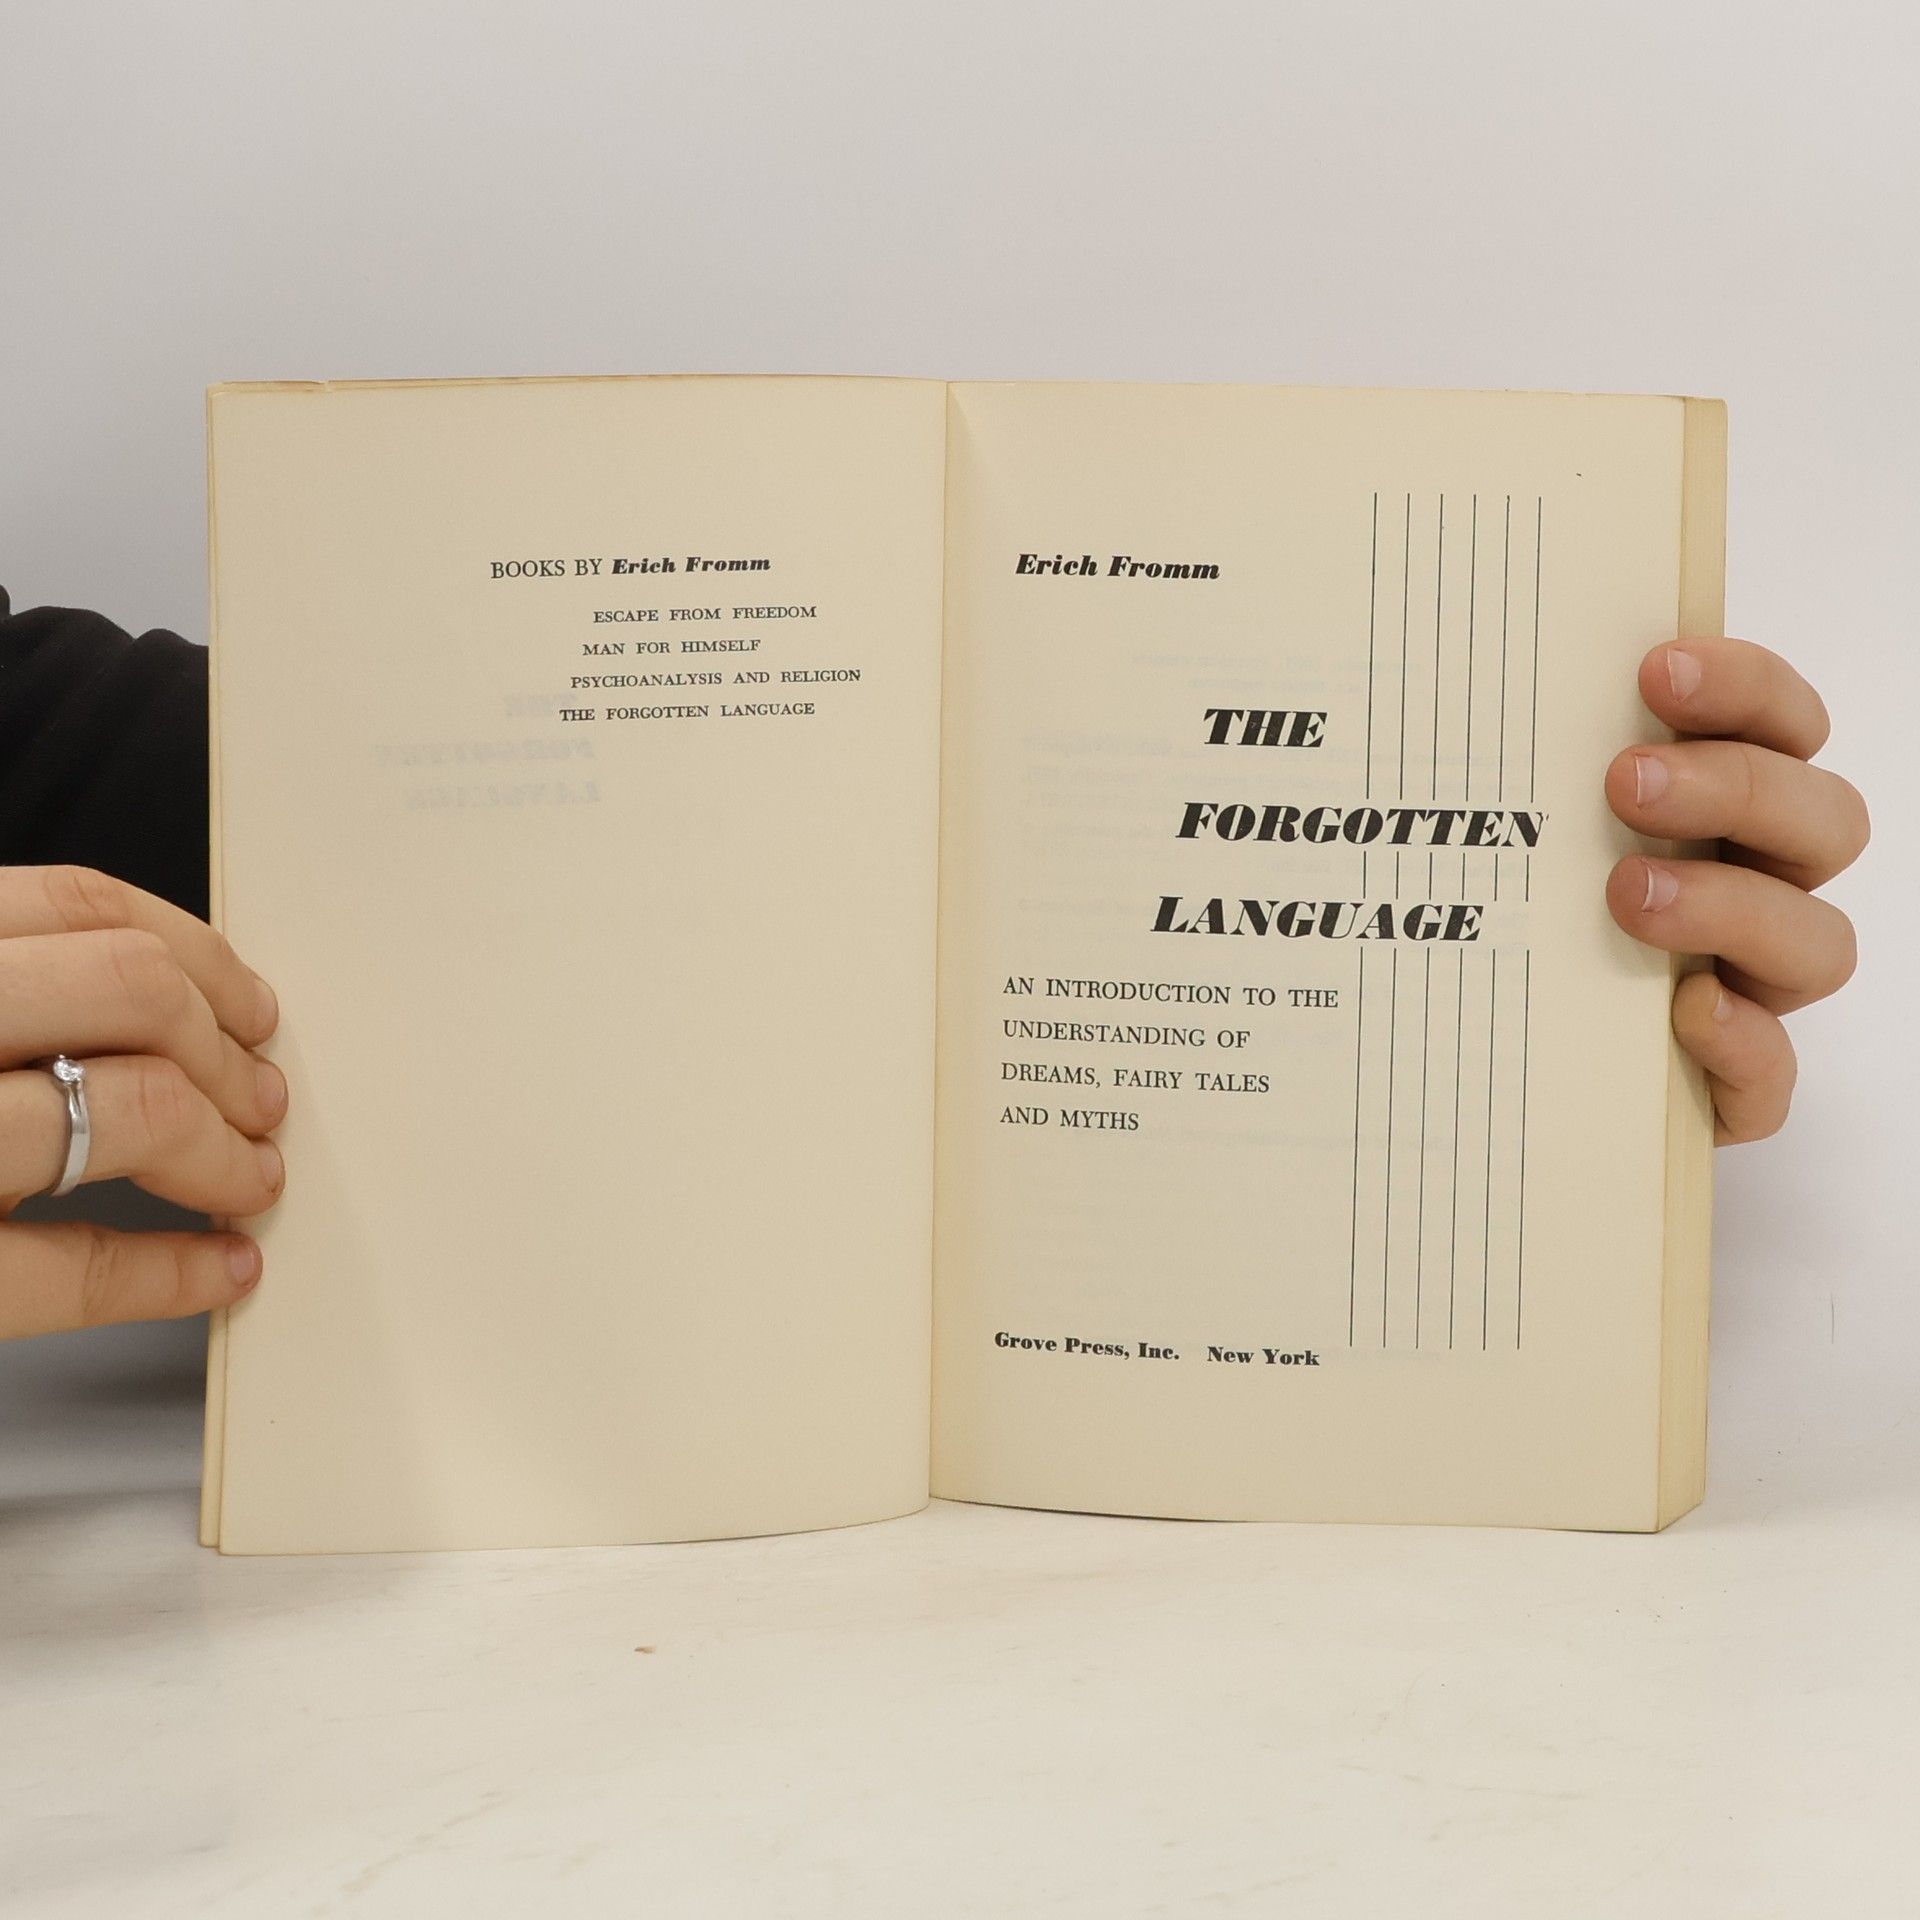 BOOKS BY Erich Fromm
ESCAPE FROM FREEDOM
MAN FOR HIMSELF
PSYCHOANALYSIS AND RELIGION
THE FORGOTTEN LANGUAGE
Erich Fromm
THE
FORGOTTEN
LANGUAGE
AN INTRODUCTION TO THE
UNDERSTANDING OF
DREAMS, FAIRY TALES
AND MYTHS
Grove Press, Inc. New York